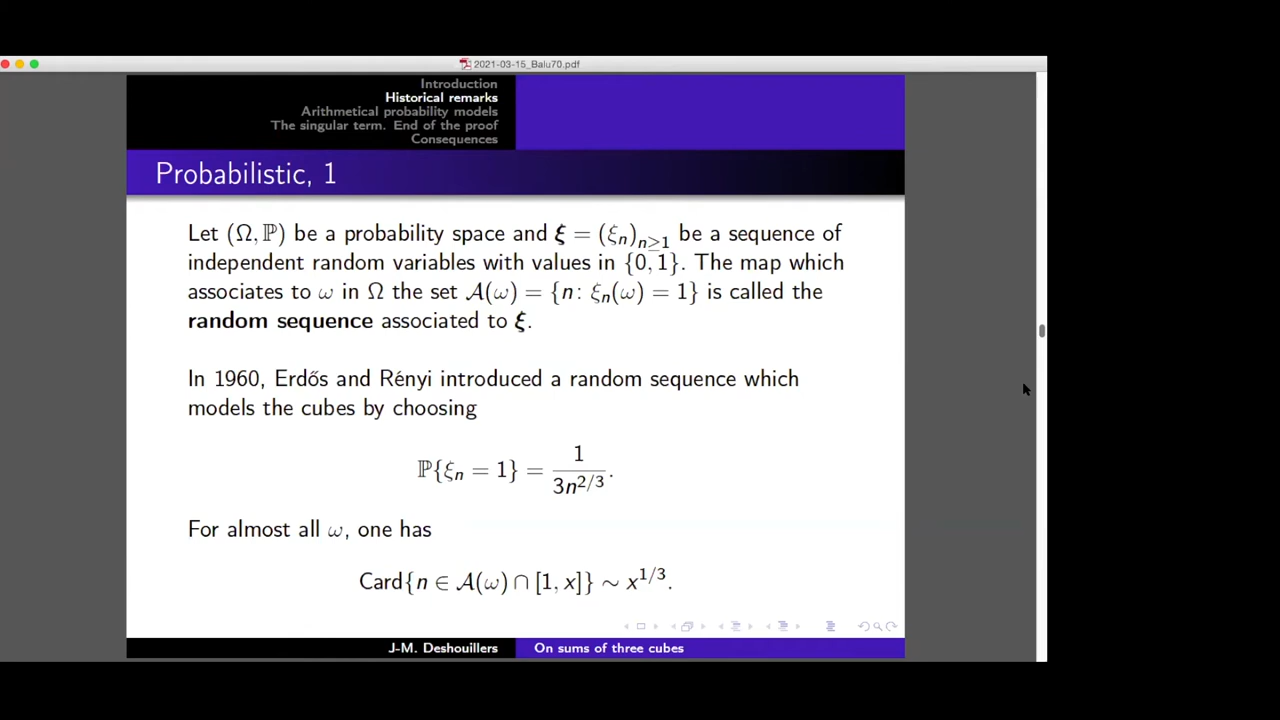 2021-03-15_Balu70.pdf
Introduction
Historical remarks
Arithmetical probability models
The singular term. End of the proof
Consequences
Probabilistic, 1
Let (Ω, ℙ) be a probability space and ξ = (ξₙ)ₙ≥₁ be a sequence of
independent random variables with values in {0, 1}. The map which
associates to ω in Ω the set 𝒜(ω) = {n: ξₙ(ω) = 1} is called the
random sequence associated to ξ.
In 1960, Erdős and Rényi introduced a random sequence which
models the cubes by choosing
ℙ{ξₙ = 1} = 1 / 3n^{2/3}.
For almost all ω, one has
Card{n ∈ 𝒜(ω) ∩ [1, x]} ∼ x^{1/3}.
J-M. Deshouillers On sums of three cubes